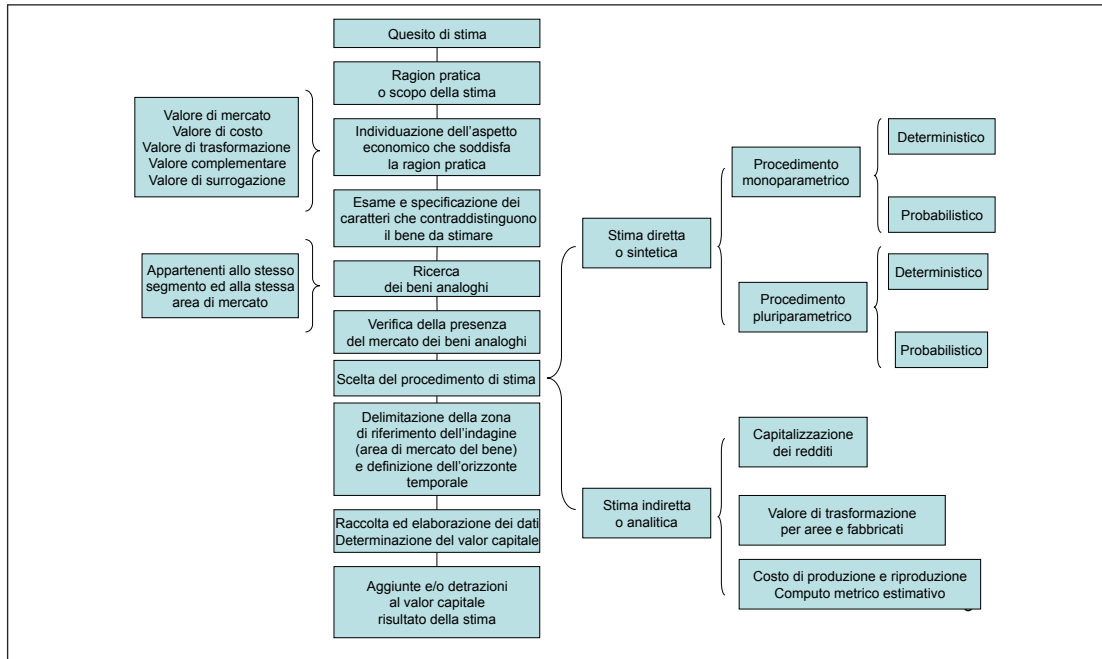 Quesito di stima
Ragion pratica
o scopo della stima
Valore di mercato
Valore di costo
Valore di trasformazione
Valore complementare
Valore di surrogazione
Individuazione dell'aspetto
economico che soddisfa
la ragion pratica
Esame e specificazione dei
caratteri che contraddistinguono
il bene da stimare
Appartenenti allo stesso
segmento ed alla stessa
area di mercato
Ricerca
dei beni analoghi
Verifica della presenza
del mercato dei beni analoghi
Scelta del procedimento di stima
Delimitazione della zona
di riferimento dell'indagine
(area di mercato del bene)
e definizione dell'orizzonte
temporale
Raccolta ed elaborazione dei dati
Determinazione del valor capitale
Aggiunte e/o detrazioni
al valor capitale
risultato della stima
Stima diretta
o sintetica
Procedimento
monoparametrico
Deterministico
Probabilistico
Procedimento
pluriparametrico
Deterministico
Probabilistico
Stima indiretta
o analitica
Capitalizzazione
dei redditi
Valore di trasformazione
per aree e fabbricati
Costo di produzione e riproduzione
Computo metrico estimativo